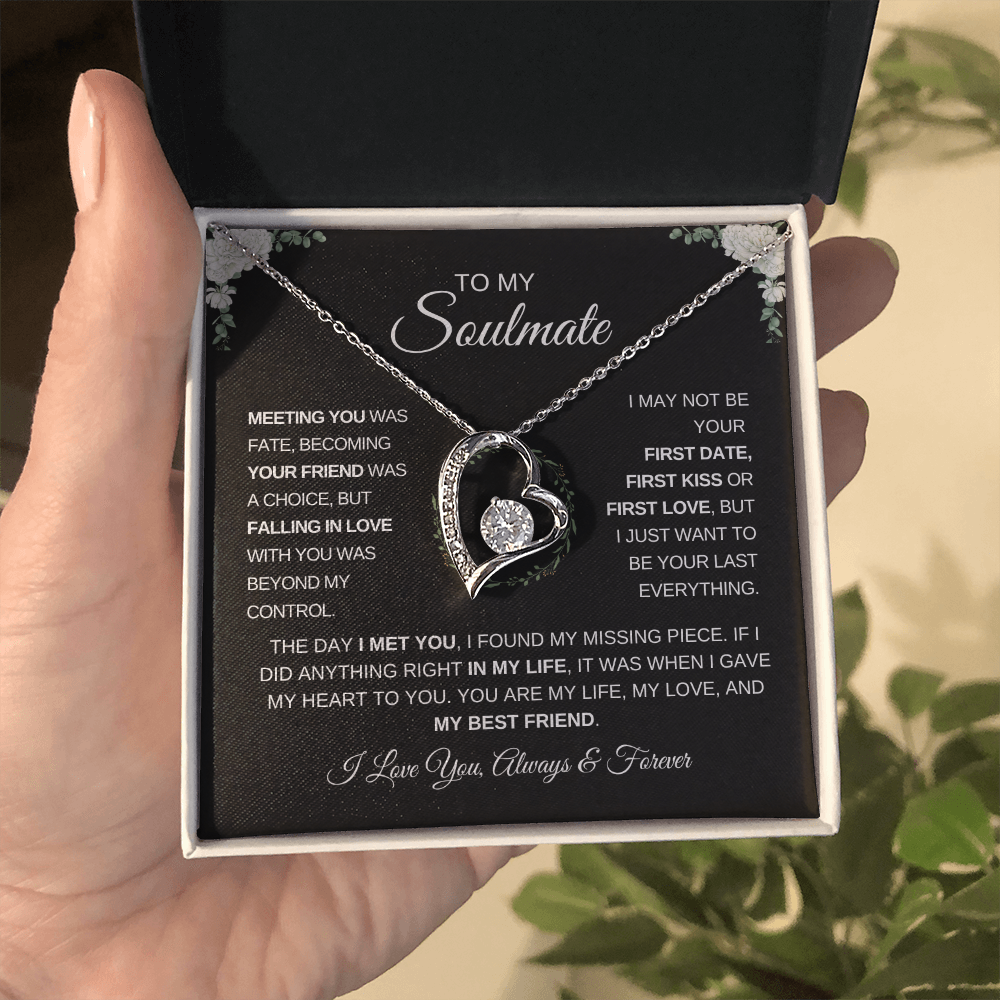 TO MY
Soulmate
MEETING YOU WAS
FATE, BECOMING
YOUR FRIEND WAS
A CHOICE, BUT
FALLING IN LOVE
WITH YOU WAS
BEYOND MY
CONTROL.
I MAY NOT BE
YOUR
FIRST DATE,
FIRST KISS OR
FIRST LOVE, BUT
I JUST WANT TO
BE YOUR LAST
EVERYTHING.
THE DAY I MET YOU, I FOUND MY MISSING PIECE. IF I
DID ANYTHING RIGHT IN MY LIFE, IT WAS WHEN I GAVE
MY HEART TO YOU. YOU ARE MY LIFE, MY LOVE, AND
MY BEST FRIEND.
I Love You, Always & Forever